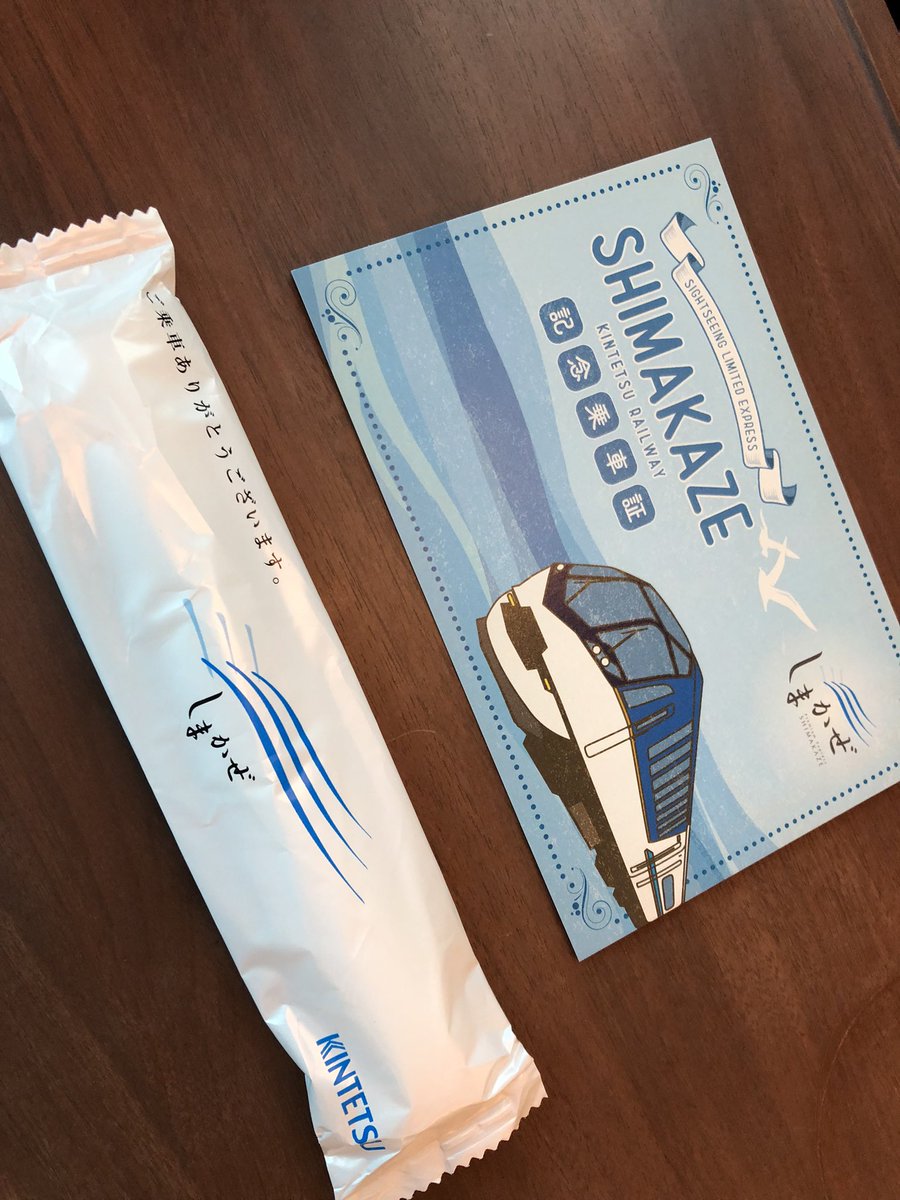 ご乗車ありがとうございます。
しまかぜ
KINTETSU
SIGHTSEEING LIMITED EXPRESS
SHIMAKAZE
KINTETSU RAILWAY
記念乗車証
しまかぜ
SHIMAKAZE